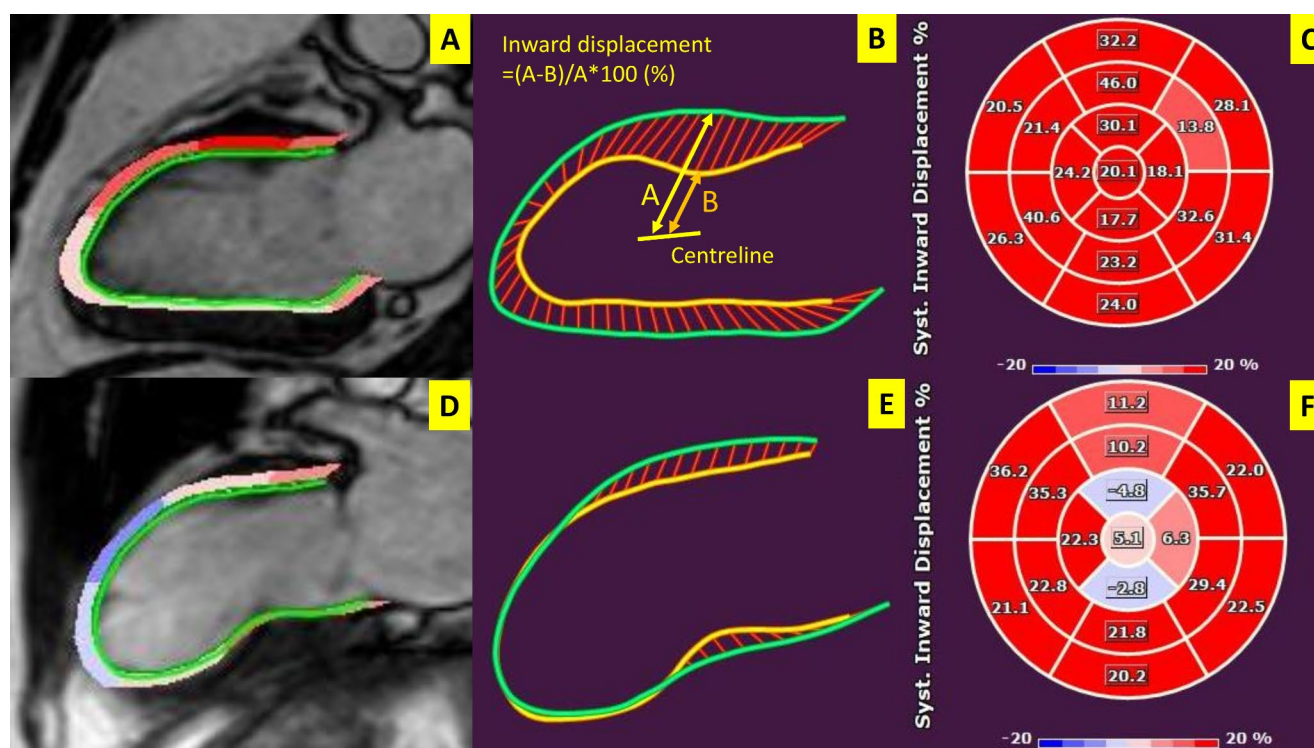 A
Inward displacement
=(A-B)/A*100 (%)
B
A
B
Centreline
Syst. Inward Displacement %
C
32.2
46.0
20.5
28.1
21.4
30.1
13.8
24.2
20.1
18.1
40.6
17.7
32.6
26.3
31.4
23.2
24.0
-20
20 %
D
E
Syst. Inward Displacement %
F
11.2
10.2
36.2
22.0
35.3
-4.8
35.7
22.3
5.1
6.3
22.8
-2.8
29.4
21.1
22.5
21.8
20.2
-20
20 %